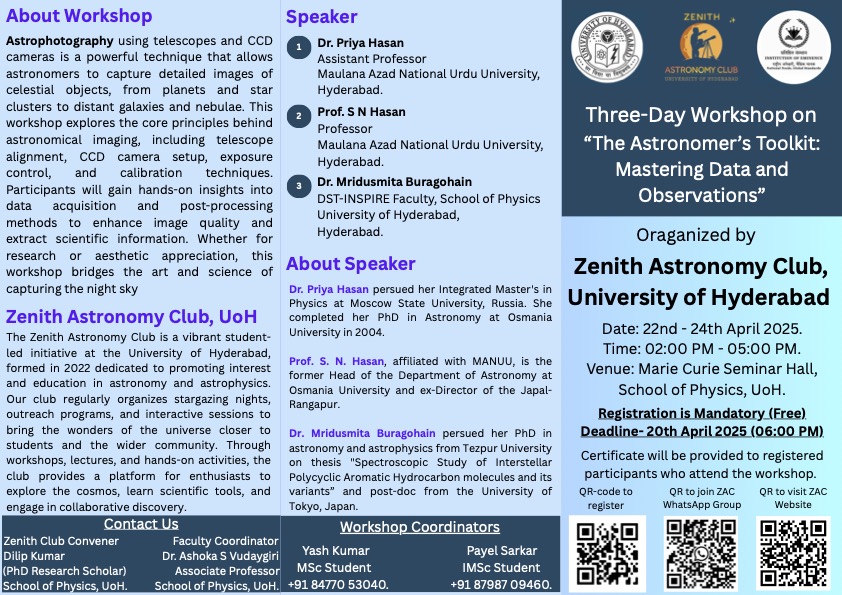 About Workshop
Astrophotography using telescopes and CCD
cameras is a powerful technique that allows
astronomers to capture detailed images of
celestial objects, from planets and star
clusters to distant galaxies and nebulae. This
workshop explores the core principles behind
astronomical imaging, including telescope
alignment, CCD camera setup, exposure
control, and calibration techniques.
Participants will gain hands-on insights into
data acquisition and post-processing
methods to enhance image quality and
extract scientific information. Whether for
research or aesthetic appreciation, this
workshop bridges the art and science of
capturing the night sky
Zenith Astronomy Club, UoH
The Zenith Astronomy Club is a vibrant student-
led initiative at the University of Hyderabad,
formed in 2022 dedicated to promoting interest
and education in astronomy and astrophysics.
Our club regularly organizes stargazing nights,
outreach programs, and interactive sessions to
bring the wonders of the universe closer to
students and the wider community. Through
workshops, lectures, and hands-on activities, the
club provides a platform for enthusiasts to
explore the cosmos, learn scientific tools, and
engage in collaborative discovery.
Contact Us
Zenith Club Convener
Dilip Kumar
(PhD Research Scholar)
School of Physics, UoH.
Faculty Coordinator
Dr. Ashoka S Vudaygiri
Associate Professor
School of Physics, UoH.
Speaker
1
Dr. Priya Hasan
Assistant Professor
Maulana Azad National Urdu University,
Hyderabad.
2
Prof. S N Hasan
Professor
Maulana Azad National Urdu University,
Hyderabad.
3
Dr. Mridusmita Buragohain
DST-INSPIRE Faculty, School of Physics
University of Hyderabad,
Hyderabad.
About Speaker
Dr. Priya Hasan persued her Integrated Master's in
Physics at Moscow State University, Russia. She
completed her PhD in Astronomy at Osmania
University in 2004.
Prof. S. N. Hasan, affiliated with MANUU, is the
former Head of the Department of Astronomy at
Osmania University and ex-Director of the Japal-
Rangapur.
Dr. Mridusmita Buragohain persued her PhD in
astronomy and astrophysics from Tezpur University
on thesis "Spectroscopic Study of Interstellar
Polycyclic Aromatic Hydrocarbon molecules and its
variants” and post-doc from the University of
Tokyo, Japan.
Workshop Coordinators
Yash Kumar
MSc Student
+91 84770 53040.
Payel Sarkar
IMSc Student
+91 87987 09460.
UNIVERSITY OF HYDERABAD
ZENITH
ASTRONOMY CLUB
UNIVERSITY OF HYDERABAD
INSTITUTION OF EMINENCE
Three-Day Workshop on
“The Astronomer’s Toolkit:
Mastering Data and
Observations”
Oraganized by
Zenith Astronomy Club,
University of Hyderabad
Date: 22nd - 24th April 2025.
Time: 02:00 PM - 05:00 PM.
Venue: Marie Curie Seminar Hall,
School of Physics, UoH.
Registration is Mandatory (Free)
Deadline- 20th April 2025 (06:00 PM)
Certificate will be provided to registered
participants who attend the workshop.
QR-code to
register
QR to join ZAC
WhatsApp Group
QR to visit ZAC
Website